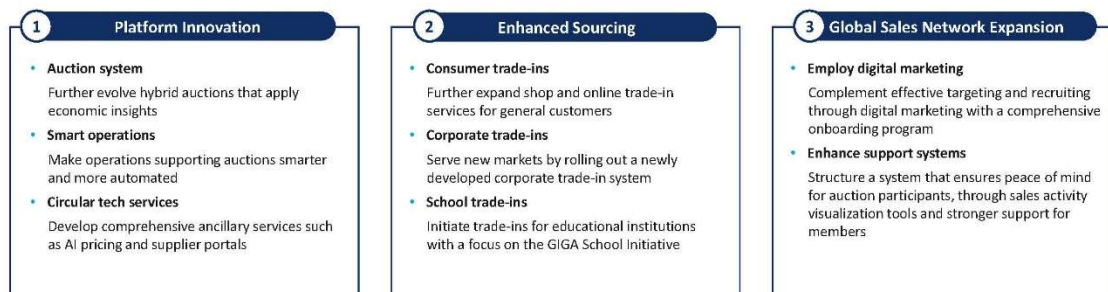 1 Platform Innovation
• Auction system
Further evolve hybrid auctions that apply
economic insights
• Smart operations
Make operations supporting auctions smarter
and more automated
• Circular tech services
Develop comprehensive ancillary services such
as AI pricing and supplier portals
2 Enhanced Sourcing
• Consumer trade-ins
Further expand shop and online trade-in
services for general customers
• Corporate trade-ins
Serve new markets by rolling out a newly
developed corporate trade-in system
• School trade-ins
Initiate trade-ins for educational institutions
with a focus on the GIGA School Initiative
3 Global Sales Network Expansion
• Employ digital marketing
Complement effective targeting and recruiting
through digital marketing with a comprehensive
onboarding program
• Enhance support systems
Structure a system that ensures peace of mind
for auction participants, through sales activity
visualization tools and stronger support for
members